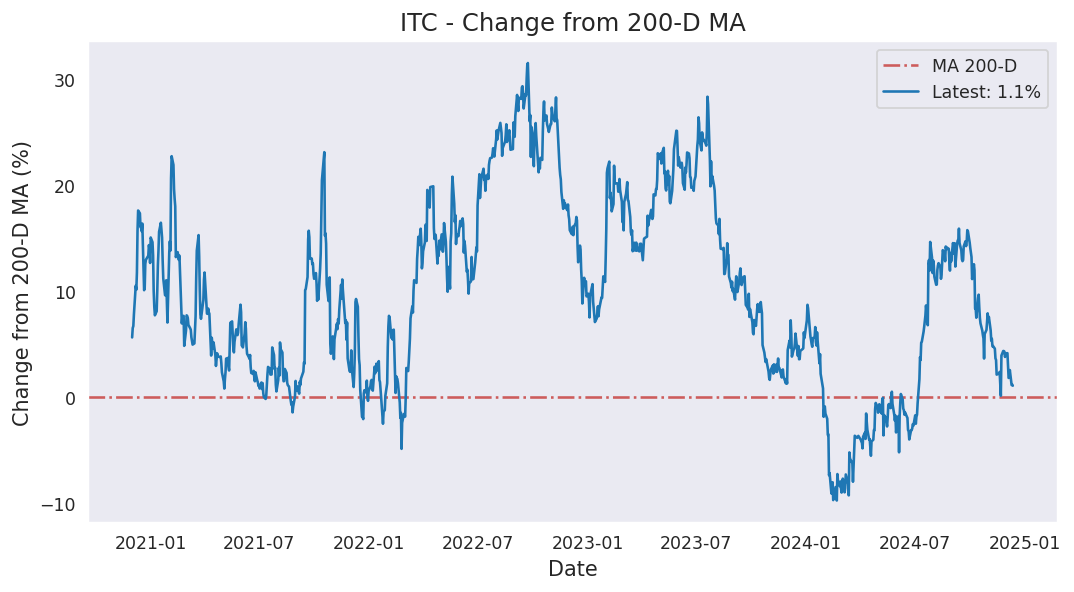 ITC - Change from 200-D MA
MA 200-D
Latest: 1.1%
Change from 200-D MA (%)
30
20
10
0
−10
2021-01 2021-07 2022-01 2022-07 2023-01 2023-07 2024-01 2024-07 2025-01
Date